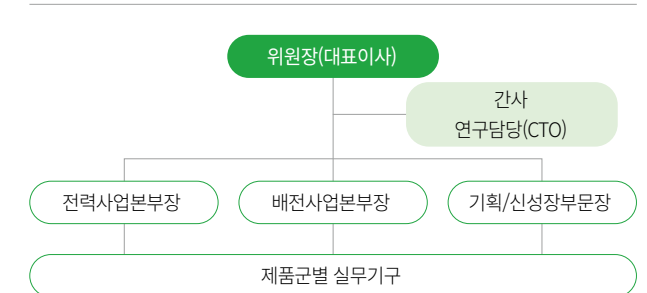 위원장(대표이사)
간사
연구담당(CTO)
전력사업본부장
배전사업본부장
기획/신성장부문장
제품군별 실무기구